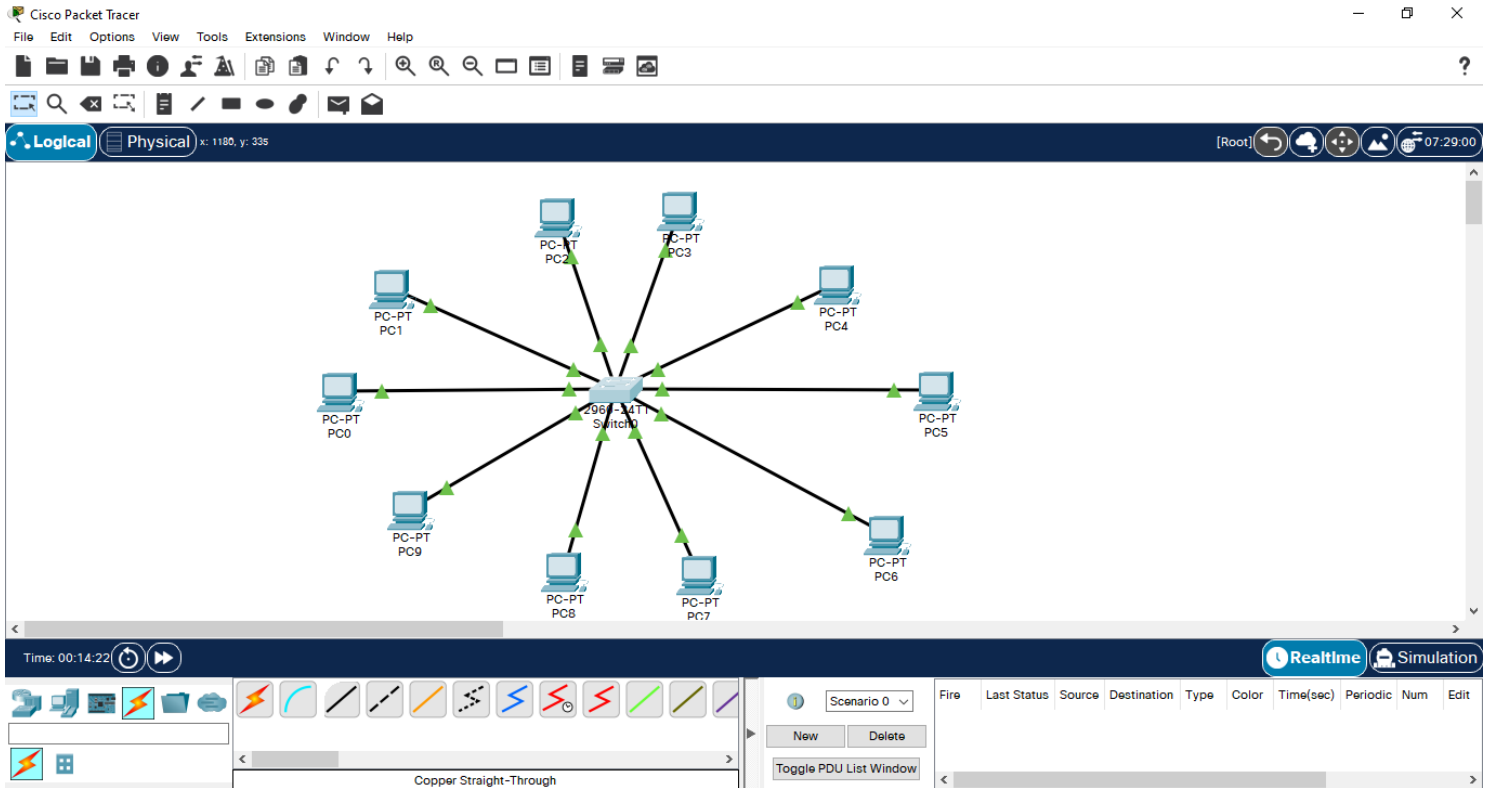 Cisco Packet Tracer
File Edit Options View Tools Extensions Window Help
?
Logical Physical x: 1180, y: 335 [Root] 07:29:00
PC-PT
PC2
PC-PT
PC3
PC-PT
PC1
PC-PT
PC4
PC-PT
PC0
2960-24TT
Switch0
PC-PT
PC5
PC-PT
PC9
PC-PT
PC6
PC-PT
PC8
PC-PT
PC7
Time: 00:14:22 Realtime Simulation
Scenario 0
Fire Last Status Source Destination Type Color Time(sec) Periodic Num Edit
New Delete
Toggle PDU List Window
Copper Straight-Through